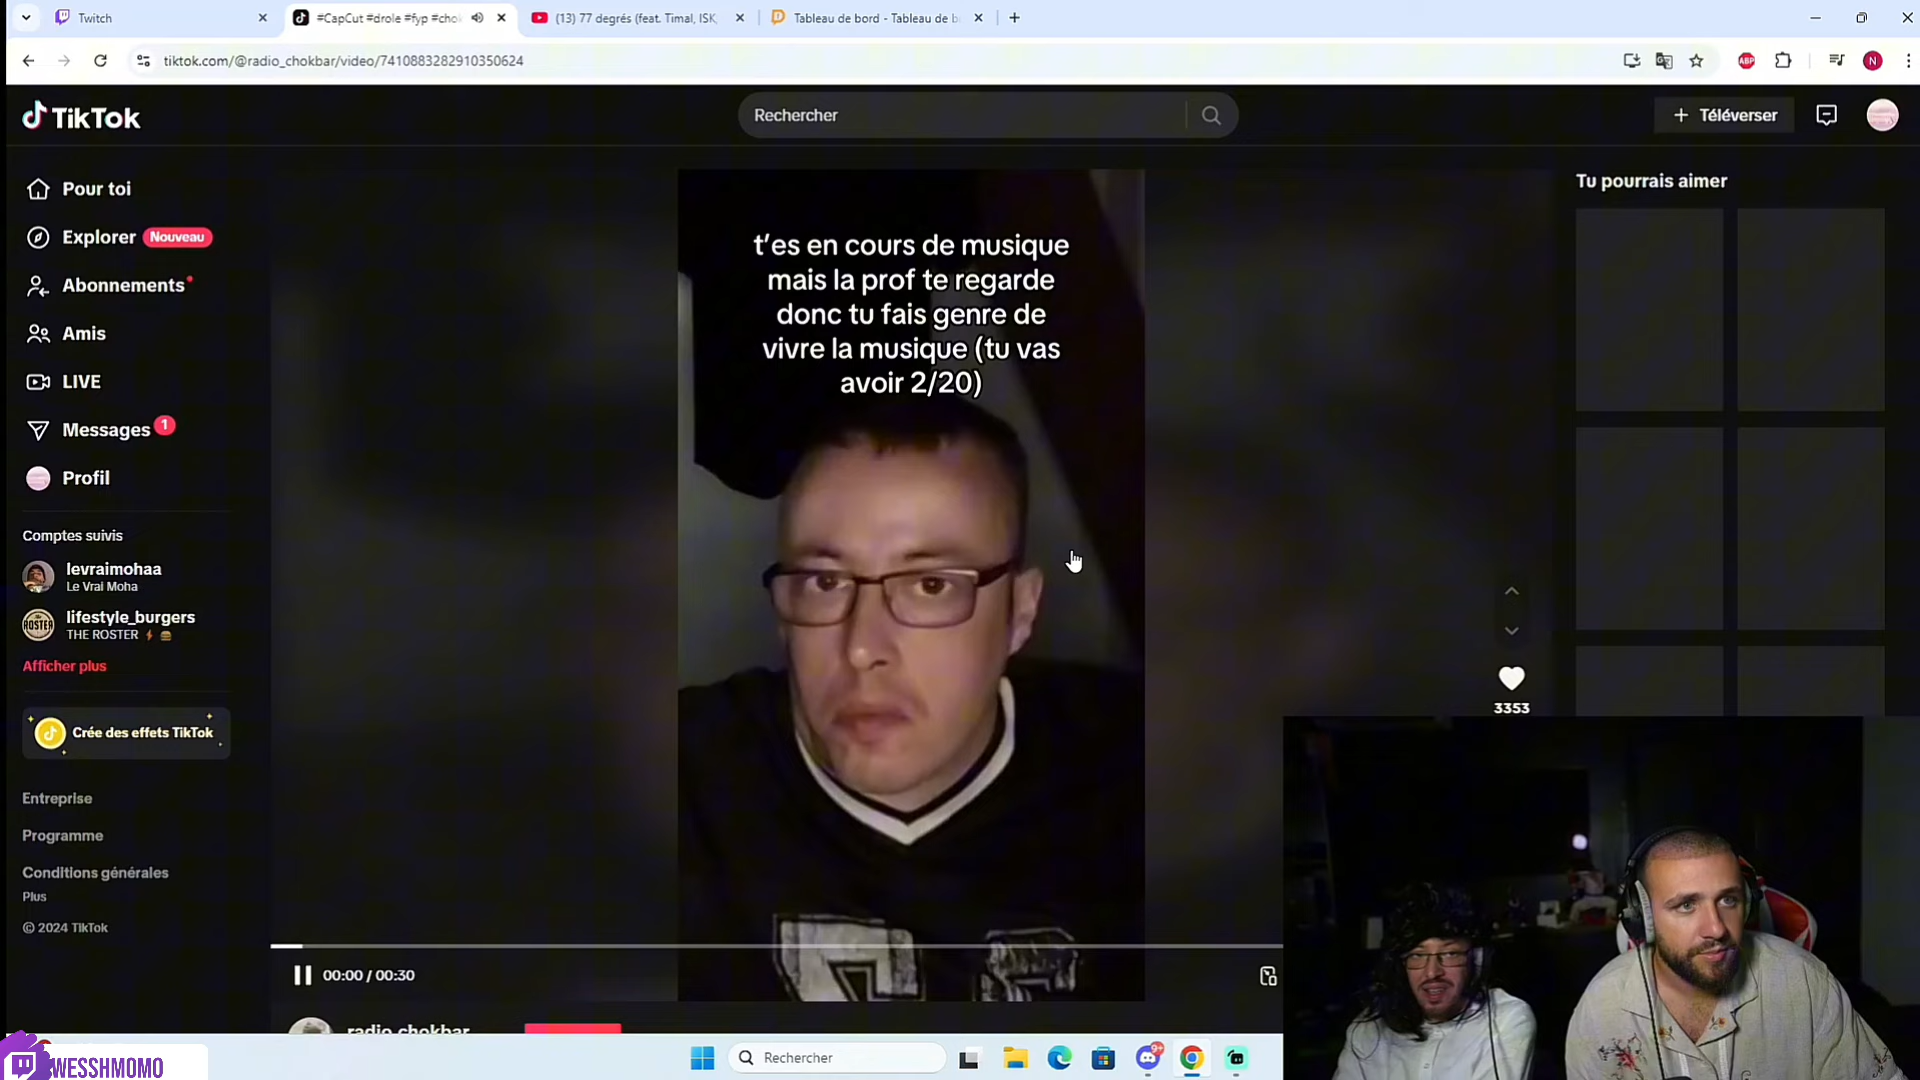 Twitch
#CapCut #drole #fyp #chok
(13) 77 degrés (feat. Timal, ISK,
Tableau de bord - Tableau de b
tiktok.com/@radio_chokbar/video/7410883282910350624
ABP
N
TikTok
Rechercher
Téléverser
Pour toi
Explorer Nouveau
Abonnements
Amis
LIVE
Messages 1
Profil
Comptes suivis
levraimohaa
Le Vrai Moha
lifestyle_burgers
THE ROSTER
Afficher plus
Crée des effets TikTok
Entreprise
Programme
Conditions générales
Plus
© 2024 TikTok
t'es en cours de musique
mais la prof te regarde
donc tu fais genre de
vivre la musique (tu vas
avoir 2/20)
00:00 / 00:30
radio_chokbar
Tu pourrais aimer
3353
WESSHMOMO
Rechercher
9+